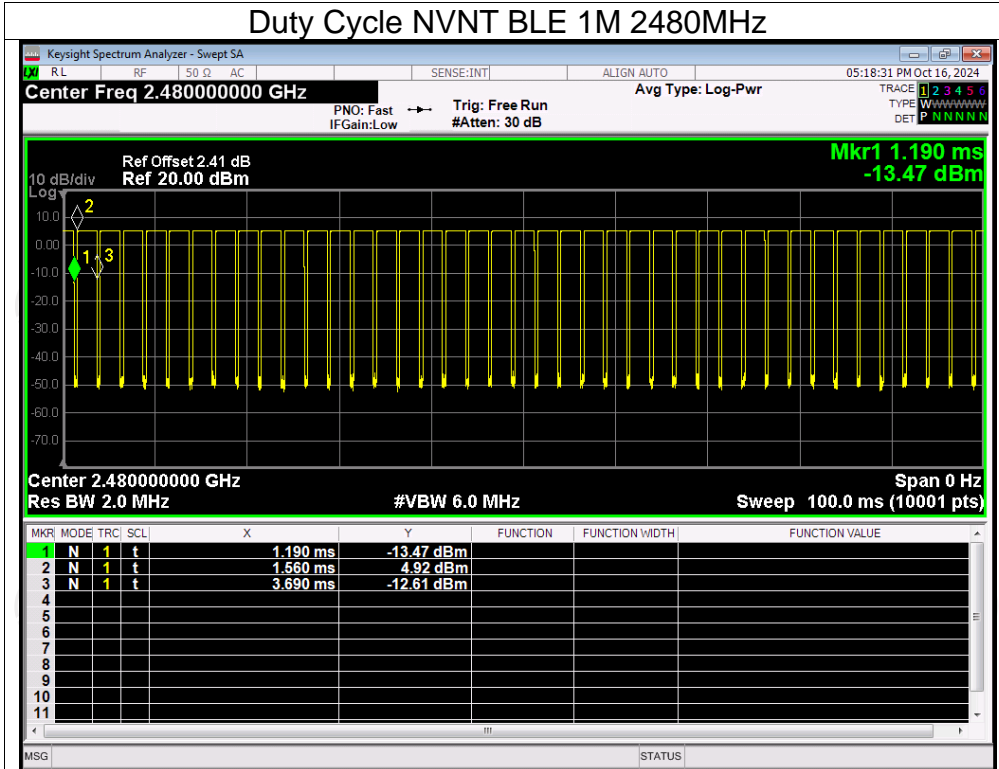 Duty Cycle NVNT BLE 1M 2480MHz
Keysight Spectrum Analyzer - Swept SA
LXI RL RF 50 Ω AC SENSE:INT ALIGN AUTO 05:18:31 PM Oct 16, 2024
Center Freq 2.480000000 GHz Avg Type: Log-Pwr TRACE 1 2 3 4 5 6
PNO: Fast Trig: Free Run TYPE WWWWWW
IFGain:Low #Atten: 30 dB DET P N N N N N
Mkr1 1.190 ms
-13.47 dBm
Ref Offset 2.41 dB
10 dB/div Ref 20.00 dBm
Log
10.0
0.00
-10.0
-20.0
-30.0
-40.0
-50.0
-60.0
-70.0
2
1 3
Center 2.480000000 GHz Span 0 Hz
Res BW 2.0 MHz #VBW 6.0 MHz Sweep 100.0 ms (10001 pts)
MKR MODE TRC SCL X Y FUNCTION FUNCTION WIDTH FUNCTION VALUE
1 N 1 t 1.190 ms -13.47 dBm
2 N 1 t 1.560 ms 4.92 dBm
3 N 1 t 3.690 ms -12.61 dBm
4
5
6
7
8
9
10
11
MSG STATUS